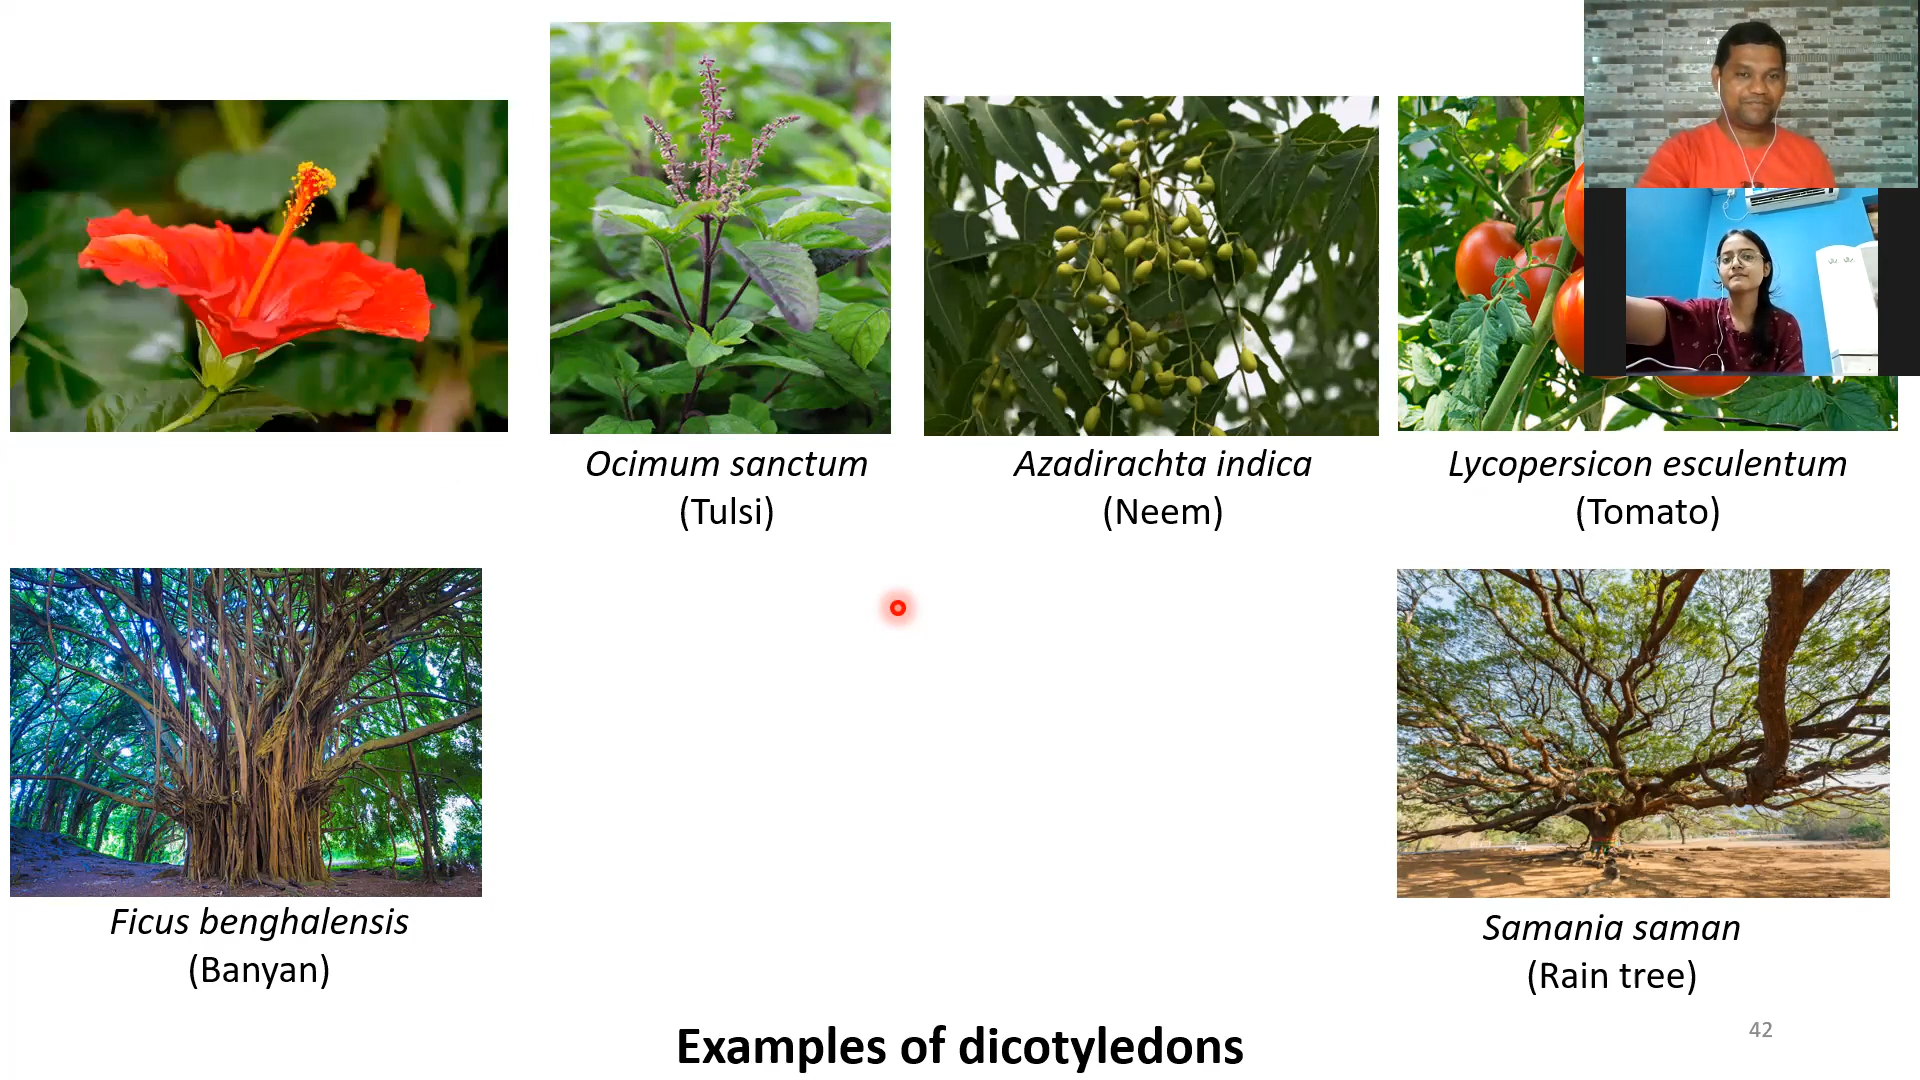 Ocimum sanctum
(Tulsi)
Azadirachta indica
(Neem)
Lycopersicon esculentum
(Tomato)
Ficus benghalensis
(Banyan)
Samania saman
(Rain tree)
Examples of dicotyledons
42